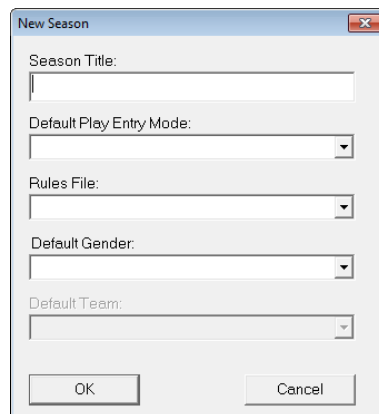 New Season
Season Title:
Default Play Entry Mode:
Rules File:
Default Gender:
Default Team:
OK
Cancel